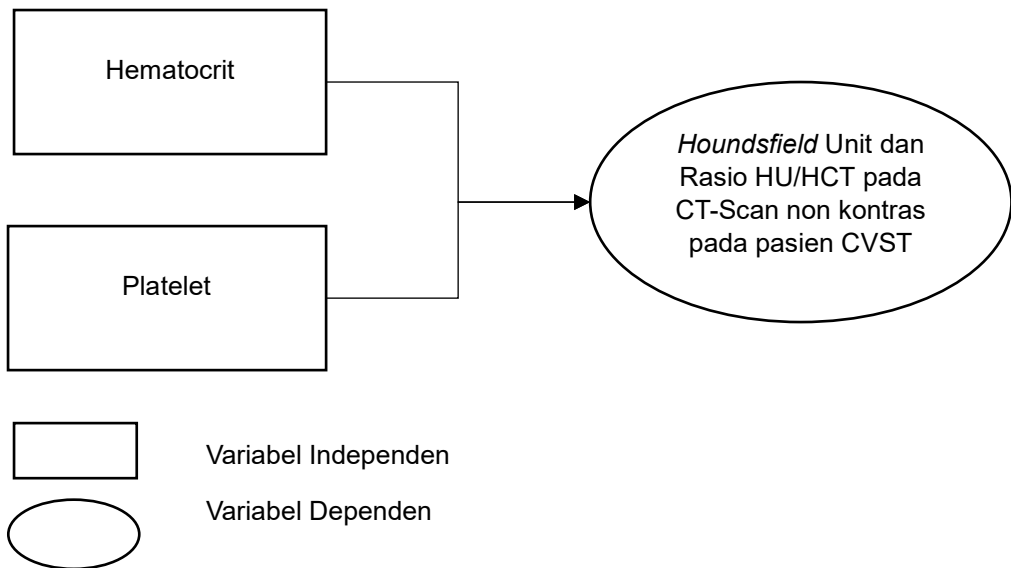 Hematocrit
Houndsfield Unit dan
Rasio HU/HCT pada
CT-Scan non kontras
pada pasien CVST
Platelet
Variabel Independen
Variabel Dependen